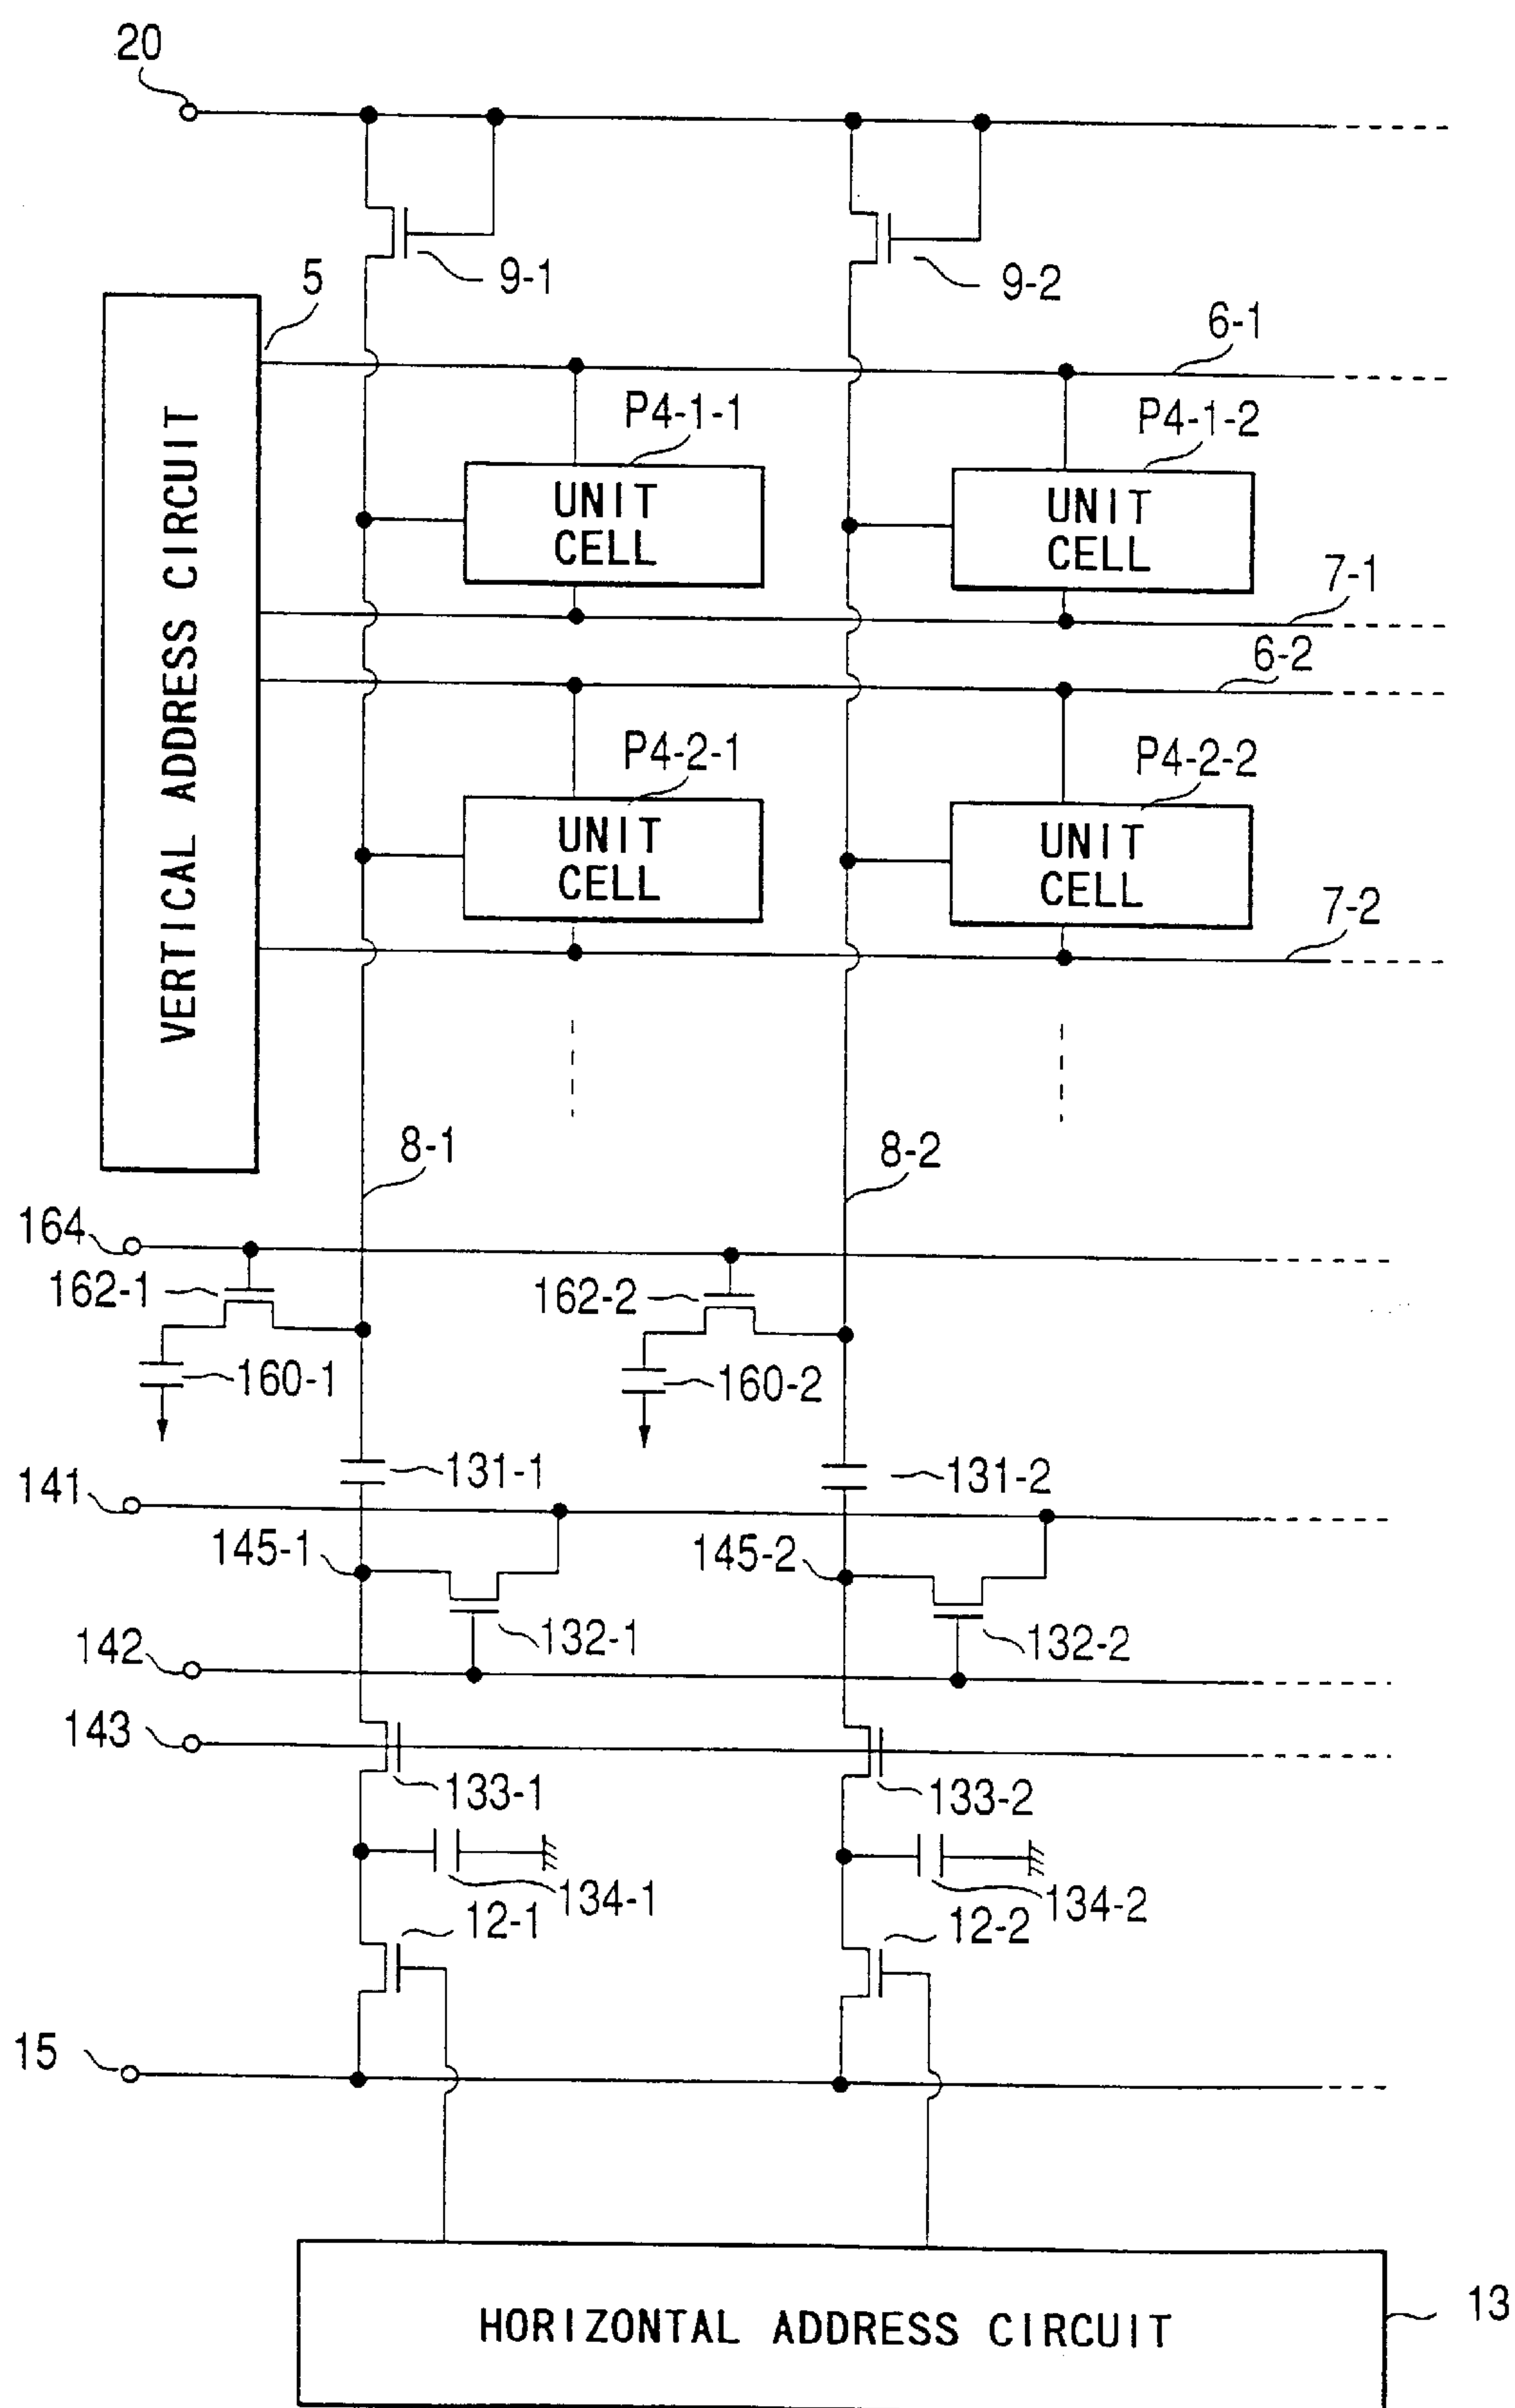 20
9-1
9-2
5
6-1
VERTICAL ADDRESS CIRCUIT
P4-1-1
P4-1-2
UNIT
CELL
UNIT
CELL
7-1
6-2
P4-2-1
P4-2-2
UNIT
CELL
UNIT
CELL
7-2
8-1
8-2
164
162-1
162-2
160-1
160-2
131-1
131-2
141
145-1
145-2
132-1
132-2
142
143
133-1
133-2
134-1
134-2
12-1
12-2
15
13
HORIZONTAL ADDRESS CIRCUIT